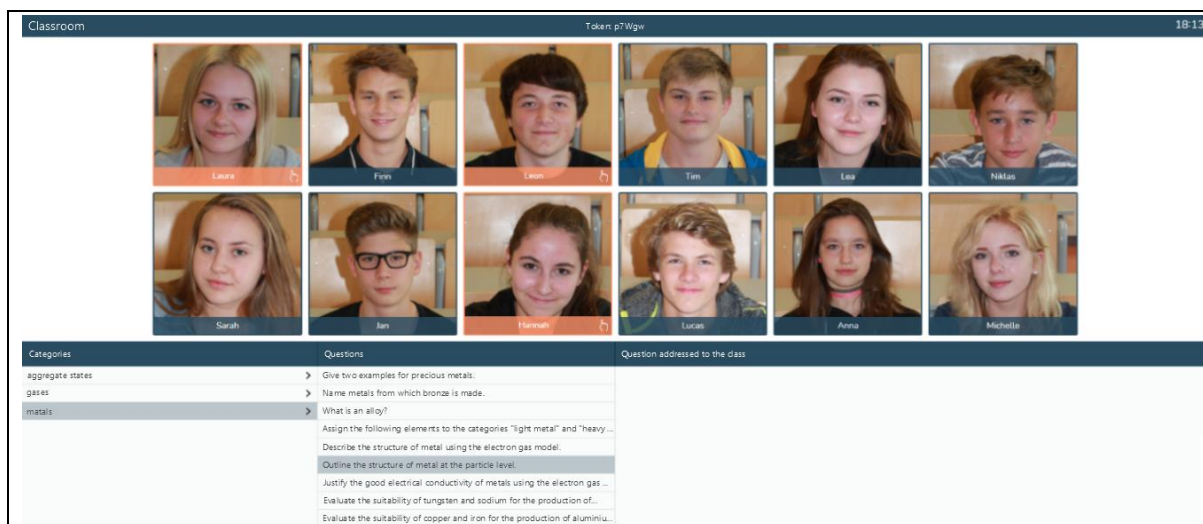 Classroom
Token: p7Wgw
18:13
Laura
Finn
Leon
Tim
Lea
Niklas
Sarah
Jan
Hannah
Lucas
Anna
Michelle
Categories
Questions
Question addressed to the class
aggregate states
Give two examples for precious metals.
gases
Name metals from which bronze is made.
matals
What is an alloy?
Assign the following elements to the categories "light metal" and "heavy ...
Describe the structure of metal using the electron gas model.
Outline the structure of metal at the particle level.
Justify the good electrical conductivity of metals using the electron gas ...
Evaluate the suitability of tungsten and sodium for the production of...
Evaluate the suitability of copper and iron for the production of aluminiu...